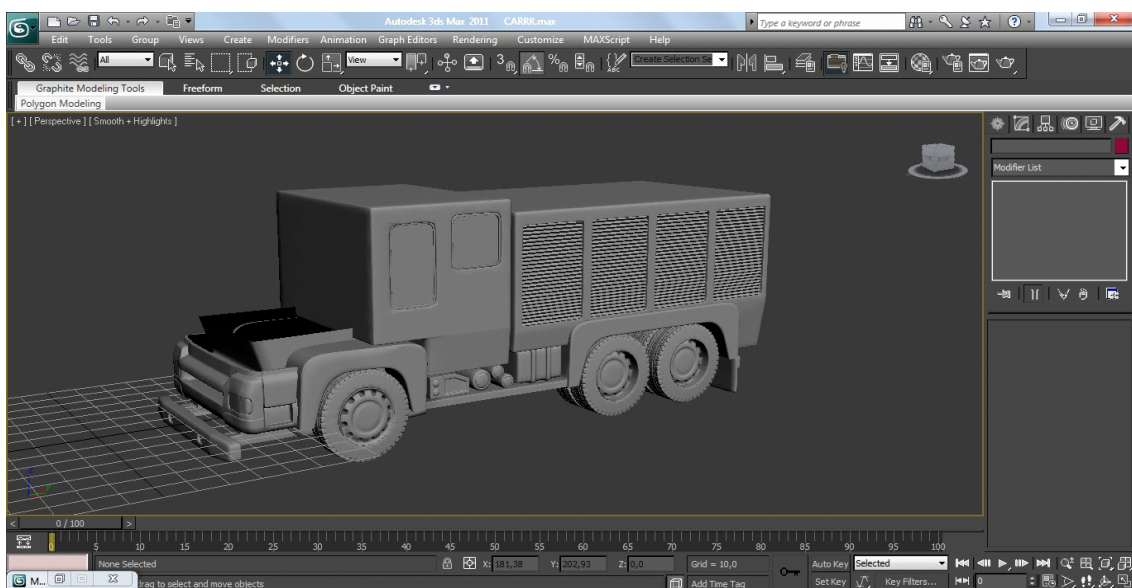 Autodesk 3ds Max 2011 CARRR.max
Type a keyword or phrase
Edit Tools Group Views Create Modifiers Animation Graph Editors Rendering Customize MAXScript Help
All View 3 Create Selection Se
Graphite Modeling Tools Freeform Selection Object Paint
Polygon Modeling
[ + ] [ Perspective ] [ Smooth + Highlights ]
Modifier List
0 / 100
5 10 15 20 25 30 35 40 45 50 55 60 65 70 75 80 85 90 95 100
None Selected X: 181,38 Y: 202,93 Z: 0,0 Grid = 10,0 Auto Key Selected
M... drag to select and move objects Add Time Tag Set Key Key Filters... 0